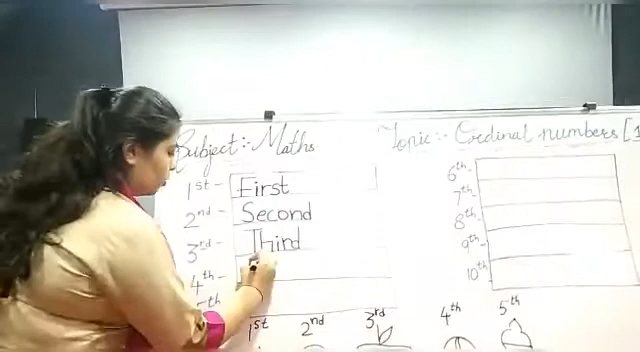 Subject:- Maths
Topic:- Ordinal numbers [1
1st - First
2nd - Second
3rd - Third
4th -
5th
6th -
7th -
8th -
9th -
10th
1st 2nd 3rd 4th 5th